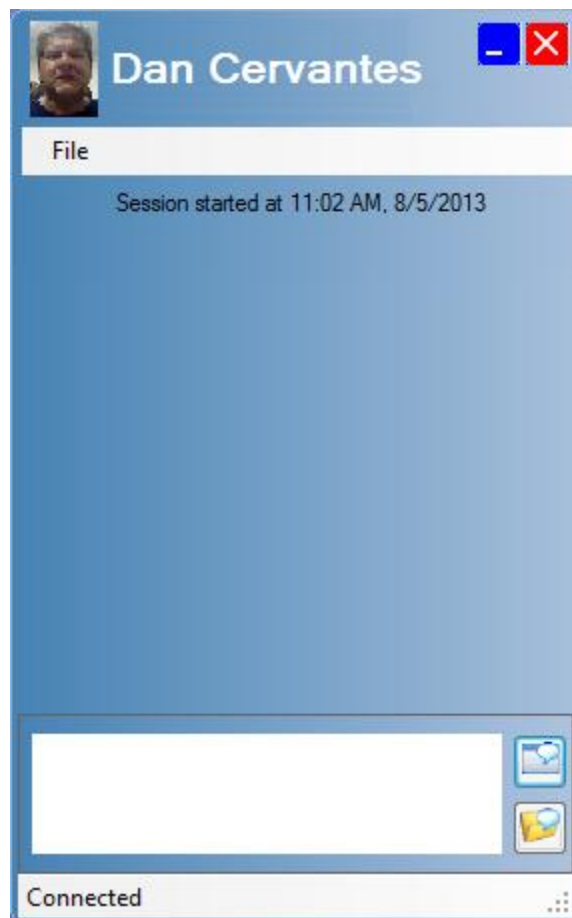 Dan Cervantes
File
Session started at 11:02 AM, 8/5/2013
Connected